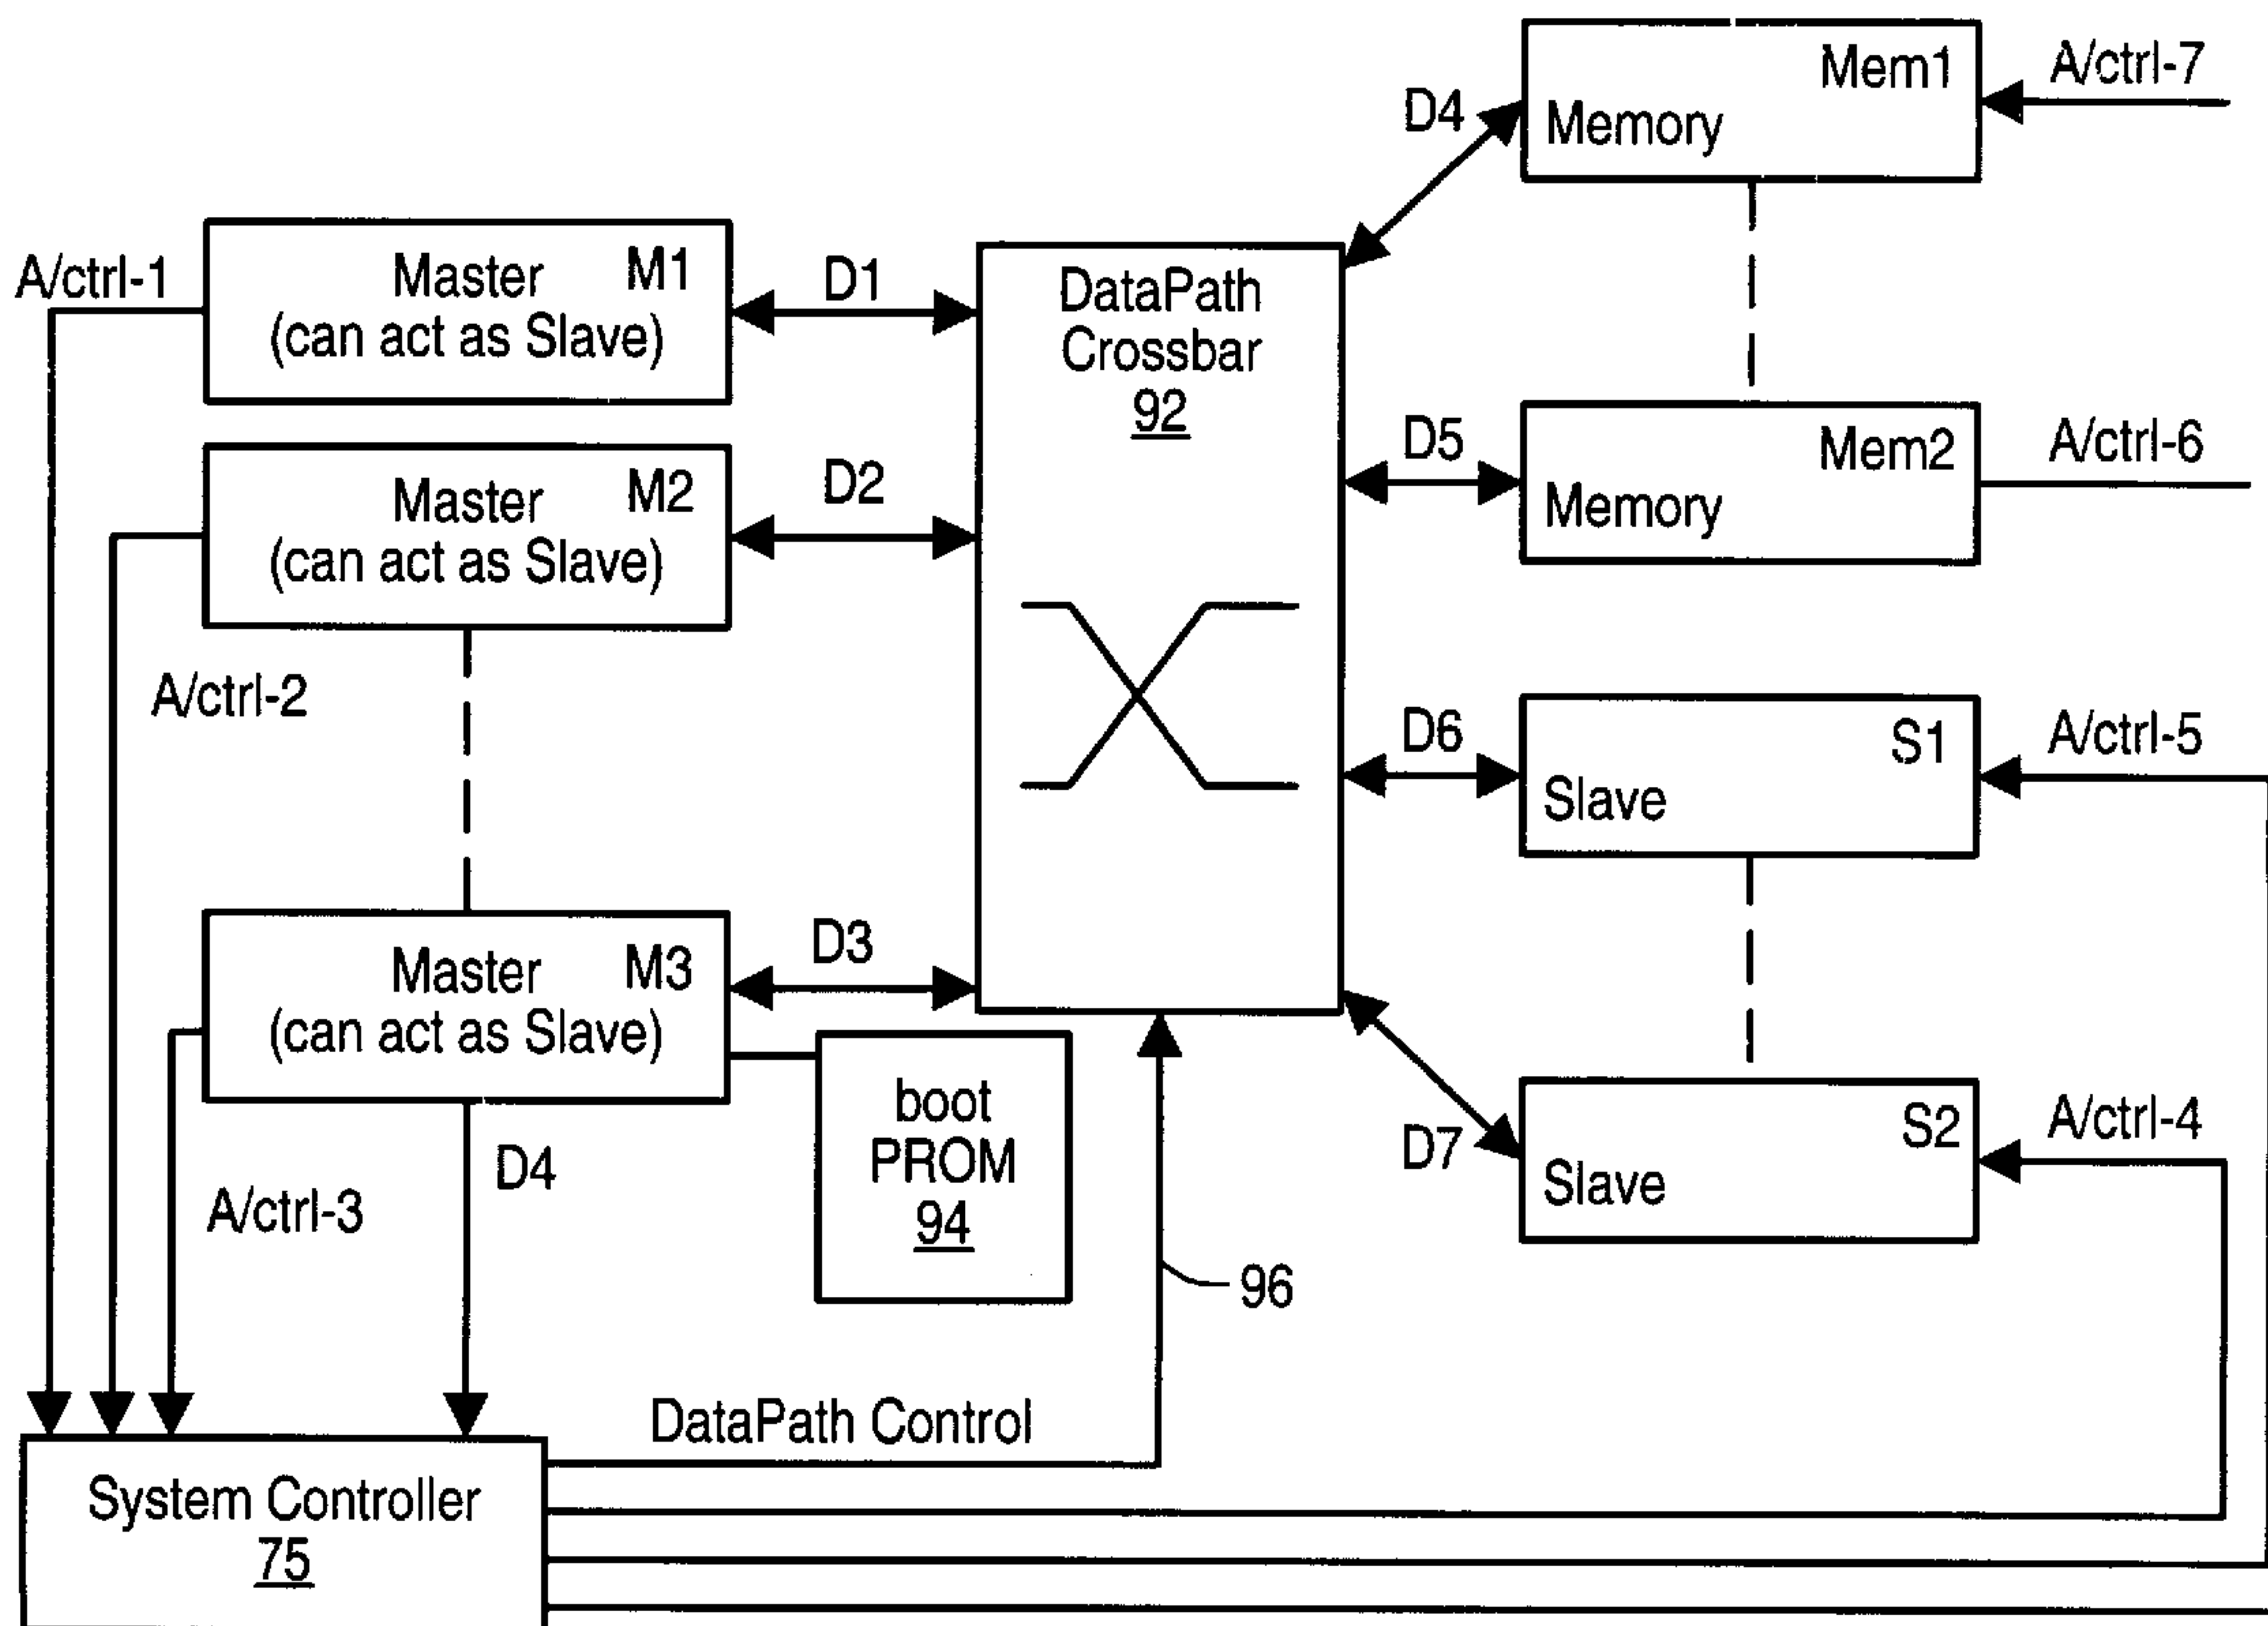 Mem1
Memory
A/ctrl-7
D4
A/ctrl-1
Master M1
(can act as Slave)
D1
DataPath
Crossbar
92
D5
Mem2
Memory
A/ctrl-6
Master M2
(can act as Slave)
D2
A/ctrl-2
D6
S1
Slave
A/ctrl-5
Master M3
(can act as Slave)
D3
boot
PROM
94
D4
A/ctrl-3
D7
S2
Slave
A/ctrl-4
96
DataPath Control
System Controller
75